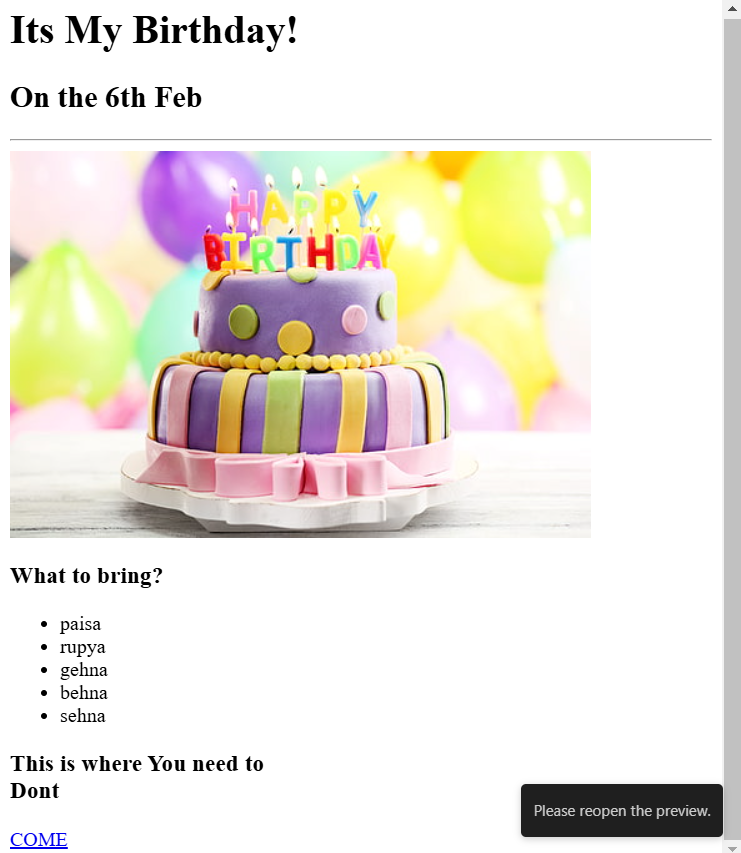 Its My Birthday!
On the 6th Feb
HAPPY
BIRTHDAY
What to bring?
paisa
rupya
gehna
behna
sehna
This is where You need to
Dont
COME
Please reopen the preview.